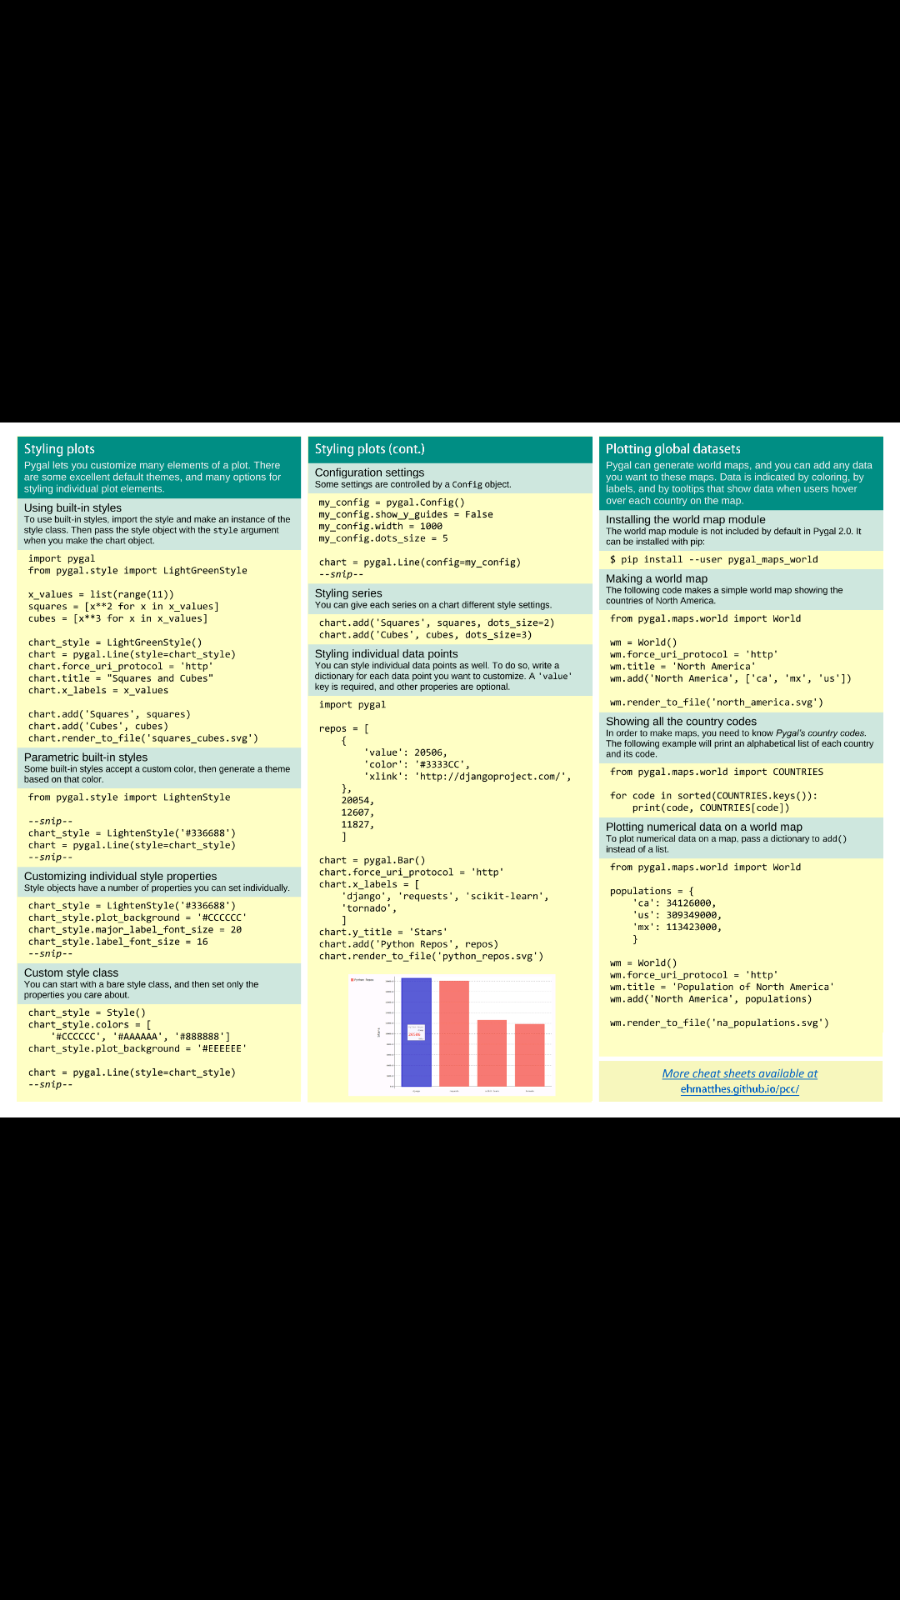 Styling plots
Pygal lets you customize many elements of a plot. There
are some excellent default themes, and many options for
styling individual plot elements.
Using built-in styles
To use built-in styles, import the style and make an instance of the
style class. Then pass the style object with the style argument
when you make the chart object.
import pygal
from pygal.style import LightGreenStyle
x_values = list(range(11))
squares = [x**2 for x in x_values]
cubes = [x**3 for x in x_values]
chart_style = LightGreenStyle()
chart = pygal.Line(style=chart_style)
chart.force_uri_protocol = 'http'
chart.title = "Squares and Cubes"
chart.x_labels = x_values
chart.add('Squares', squares)
chart.add('Cubes', cubes)
chart.render_to_file('squares_cubes.svg')
Parametric built-in styles
Some built-in styles accept a custom color, then generate a theme
based on that color.
from pygal.style import LightenStyle
--snip--
chart_style = LightenStyle('#336688')
chart = pygal.Line(style=chart_style)
--snip--
Customizing individual style properties
Style objects have a number of properties you can set individually.
chart_style = LightenStyle('#336688')
chart_style.plot_background = '#CCCCCC'
chart_style.major_label_font_size = 20
chart_style.label_font_size = 16
--snip--
Custom style class
You can start with a bare style class, and then set only the
properties you care about.
chart_style = Style()
chart_style.colors = [
'#CCCCCC', '#AAAAAA', '#888888']
chart_style.plot_background = '#EEEEEE'
chart = pygal.Line(style=chart_style)
--snip--
Styling plots (cont.)
Configuration settings
Some settings are controlled by a Config object.
my_config = pygal.Config()
my_config.show_y_guides = False
my_config.width = 1000
my_config.dots_size = 5
chart = pygal.Line(config=my_config)
--snip--
Styling series
You can give each series on a chart different style settings.
chart.add('Squares', squares, dots_size=2)
chart.add('Cubes', cubes, dots_size=3)
Styling individual data points
You can style individual data points as well. To do so, write a
dictionary for each data point you want to customize. A 'value'
key is required, and other properies are optional.
import pygal
repos = [
{
'value': 20506,
'color': '#3333CC',
'xlink': 'http://djangoproject.com/',
},
20054,
12607,
11827,
]
chart = pygal.Bar()
chart.force_uri_protocol = 'http'
chart.x_labels = [
'django', 'requests', 'scikit-learn',
'tornado',
]
chart.y_title = 'Stars'
chart.add('Python Repos', repos)
chart.render_to_file('python_repos.svg')
Plotting global datasets
Pygal can generate world maps, and you can add any data
you want to these maps. Data is indicated by coloring, by
labels, and by tooltips that show data when users hover
over each country on the map.
Installing the world map module
The world map module is not included by default in Pygal 2.0. It
can be installed with pip:
$ pip install --user pygal_maps_world
Making a world map
The following code makes a simple world map showing the
countries of North America.
from pygal.maps.world import World
wm = World()
wm.force_uri_protocol = 'http'
wm.title = 'North America'
wm.add('North America', ['ca', 'mx', 'us'])
wm.render_to_file('north_america.svg')
Showing all the country codes
In order to make maps, you need to know Pygal's country codes.
The following example will print an alphabetical list of each country
and its code.
from pygal.maps.world import COUNTRIES
for code in sorted(COUNTRIES.keys()):
print(code, COUNTRIES[code])
Plotting numerical data on a world map
To plot numerical data on a map, pass a dictionary to add()
instead of a list.
from pygal.maps.world import World
populations = {
'ca': 34126000,
'us': 309349000,
'mx': 113423000,
}
wm = World()
wm.force_uri_protocol = 'http'
wm.title = 'Population of North America'
wm.add('North America', populations)
wm.render_to_file('na_populations.svg')
More cheat sheets available at
ehmatthes.github.io/pcc/